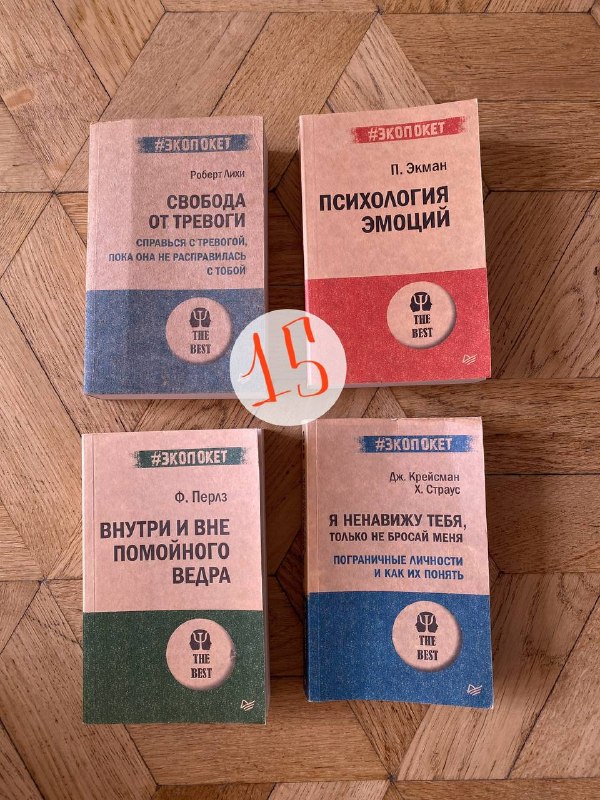 #ЭКОПОКЕТ
Роберт Лихи
СВОБОДА
ОТ ТРЕВОГИ
СПРАВЬСЯ С ТРЕВОГОЙ,
ПОКА ОНА НЕ РАСПРАВИЛАСЬ
С ТОБОЙ
THE
BEST
#ЭКОПОКЕТ
П. Экман
ПСИХОЛОГИЯ
ЭМОЦИЙ
THE
BEST
15
#ЭКОПОКЕТ
Ф. Перлз
ВНУТРИ И ВНЕ
ПОМОЙНОГО
ВЕДРА
THE
BEST
#ЭКОПОКЕТ
Дж. Крейсман
Х. Страус
Я НЕНАВИЖУ ТЕБЯ,
ТОЛЬКО НЕ БРОСАЙ МЕНЯ
ПОГРАНИЧНЫЕ ЛИЧНОСТИ
И КАК ИХ ПОНЯТЬ
THE
BEST